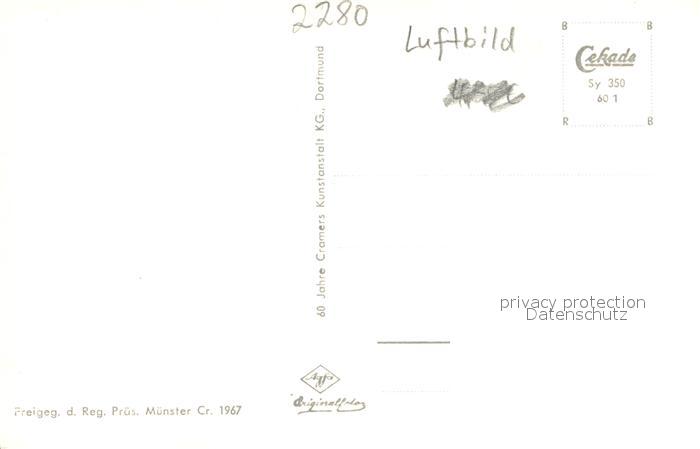 2280
Luftbild
B B
Cekade
Sy 350
60 1
R B
60 Jahre Cramers Kunstanstalt KG., Dortmund
privacy protection
Datenschutz
Agfa
Originalfoto
Freigeg. d. Reg. Präs. Münster Cr. 1967